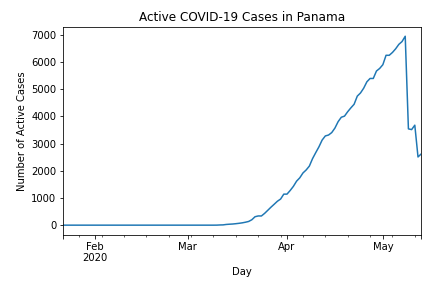 Active COVID-19 Cases in Panama
7000
6000
5000
4000
3000
2000
1000
0
Number of Active Cases
Feb
2020
Mar
Apr
May
Day